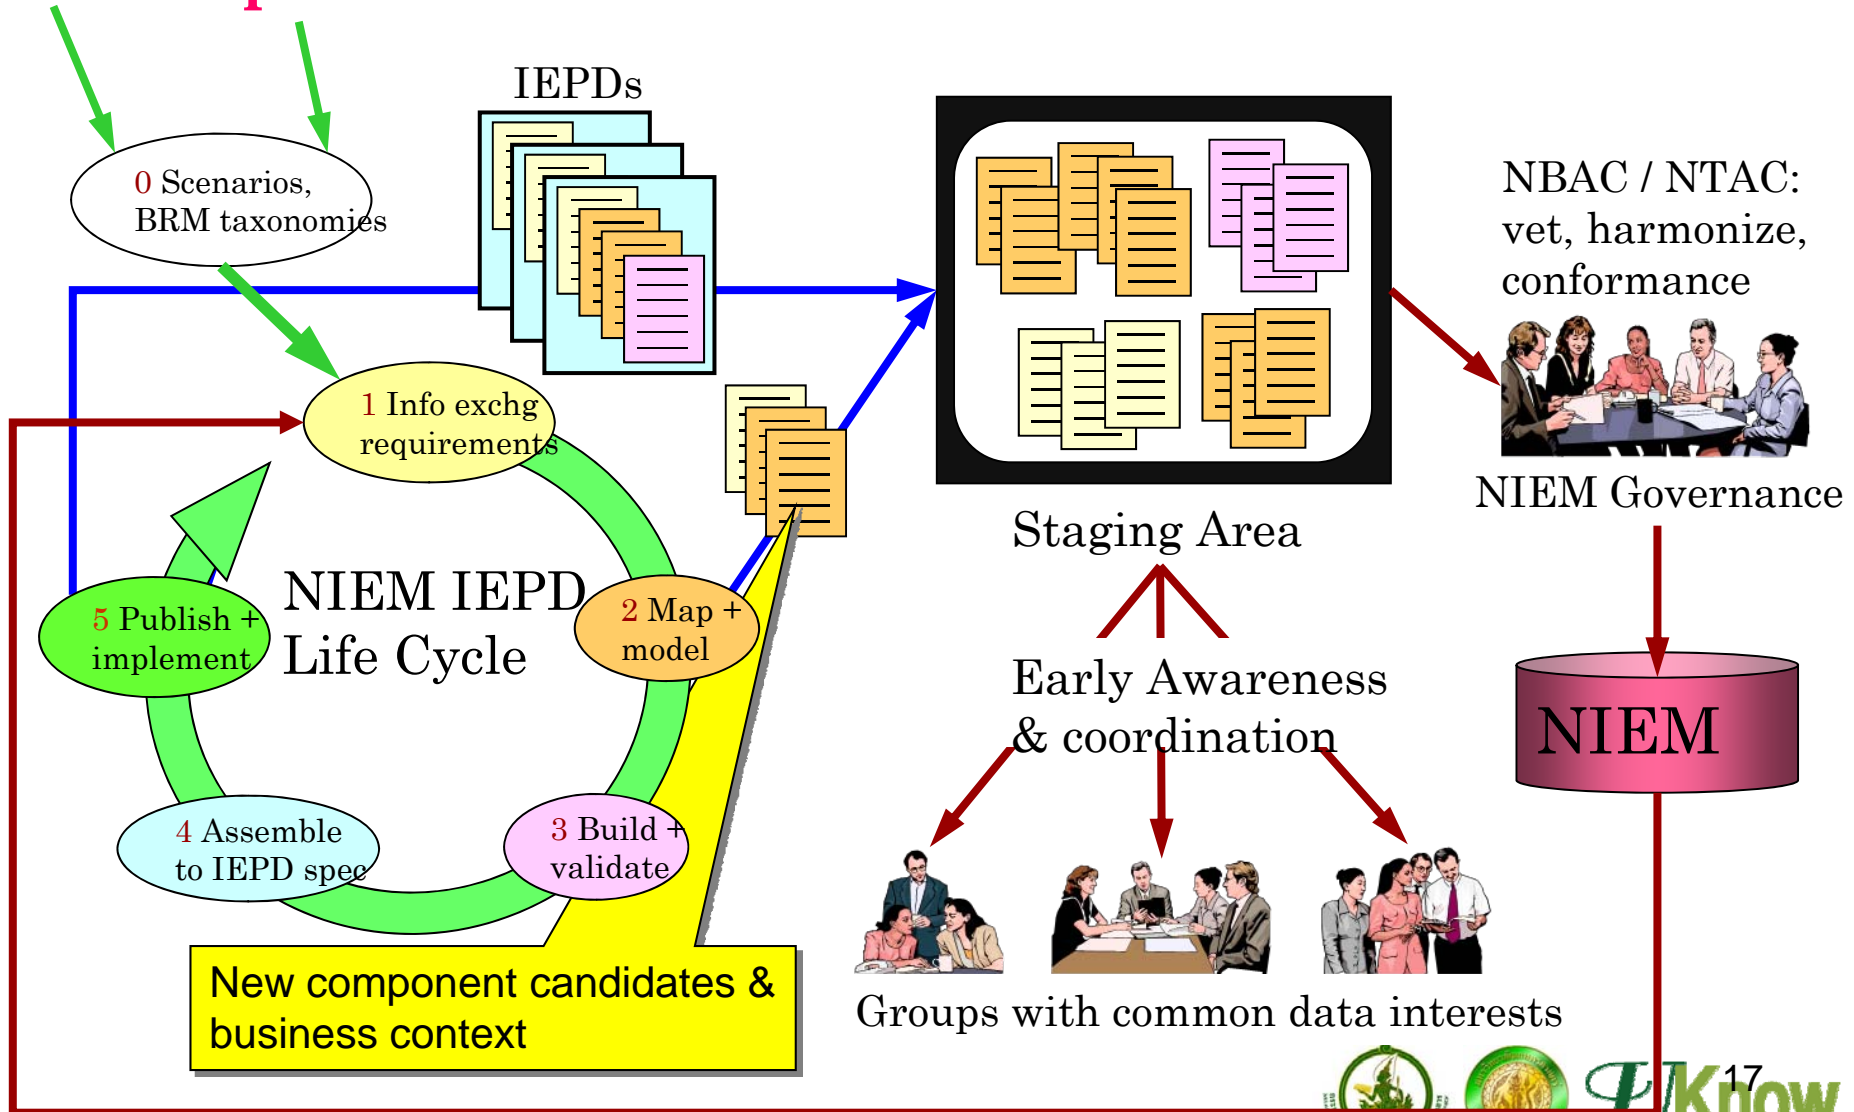 IEPDs
0 Scenarios,
BRM taxonomies
NBAC / NTAC:
vet, harmonize,
conformance
1 Info exchg
requirements
NIEM Governance
Staging Area
NIEM IEPD
Life Cycle
5 Publish +
implement
2 Map +
model
Early Awareness
& coordination
NIEM
4 Assemble
to IEPD spec
3 Build +
validate
New component candidates &
business context
Groups with common data interests
17
Know